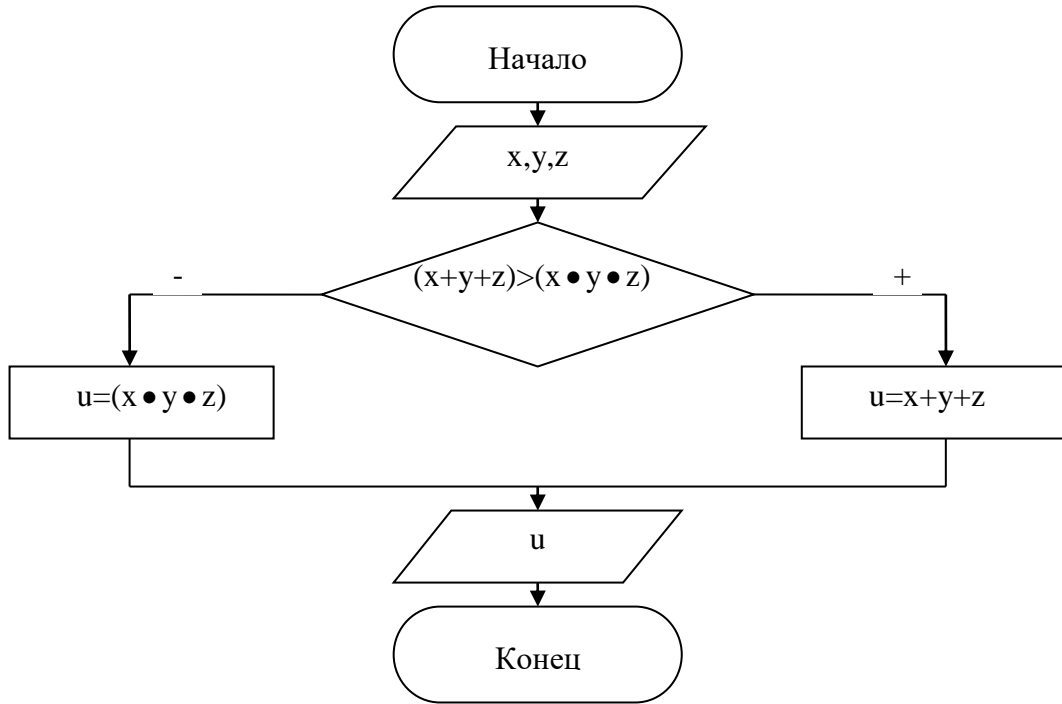 Начало
x,y,z
(x+y+z)>(x●y●z)
-
+
u=(x●y●z)
u=x+y+z
u
Конец